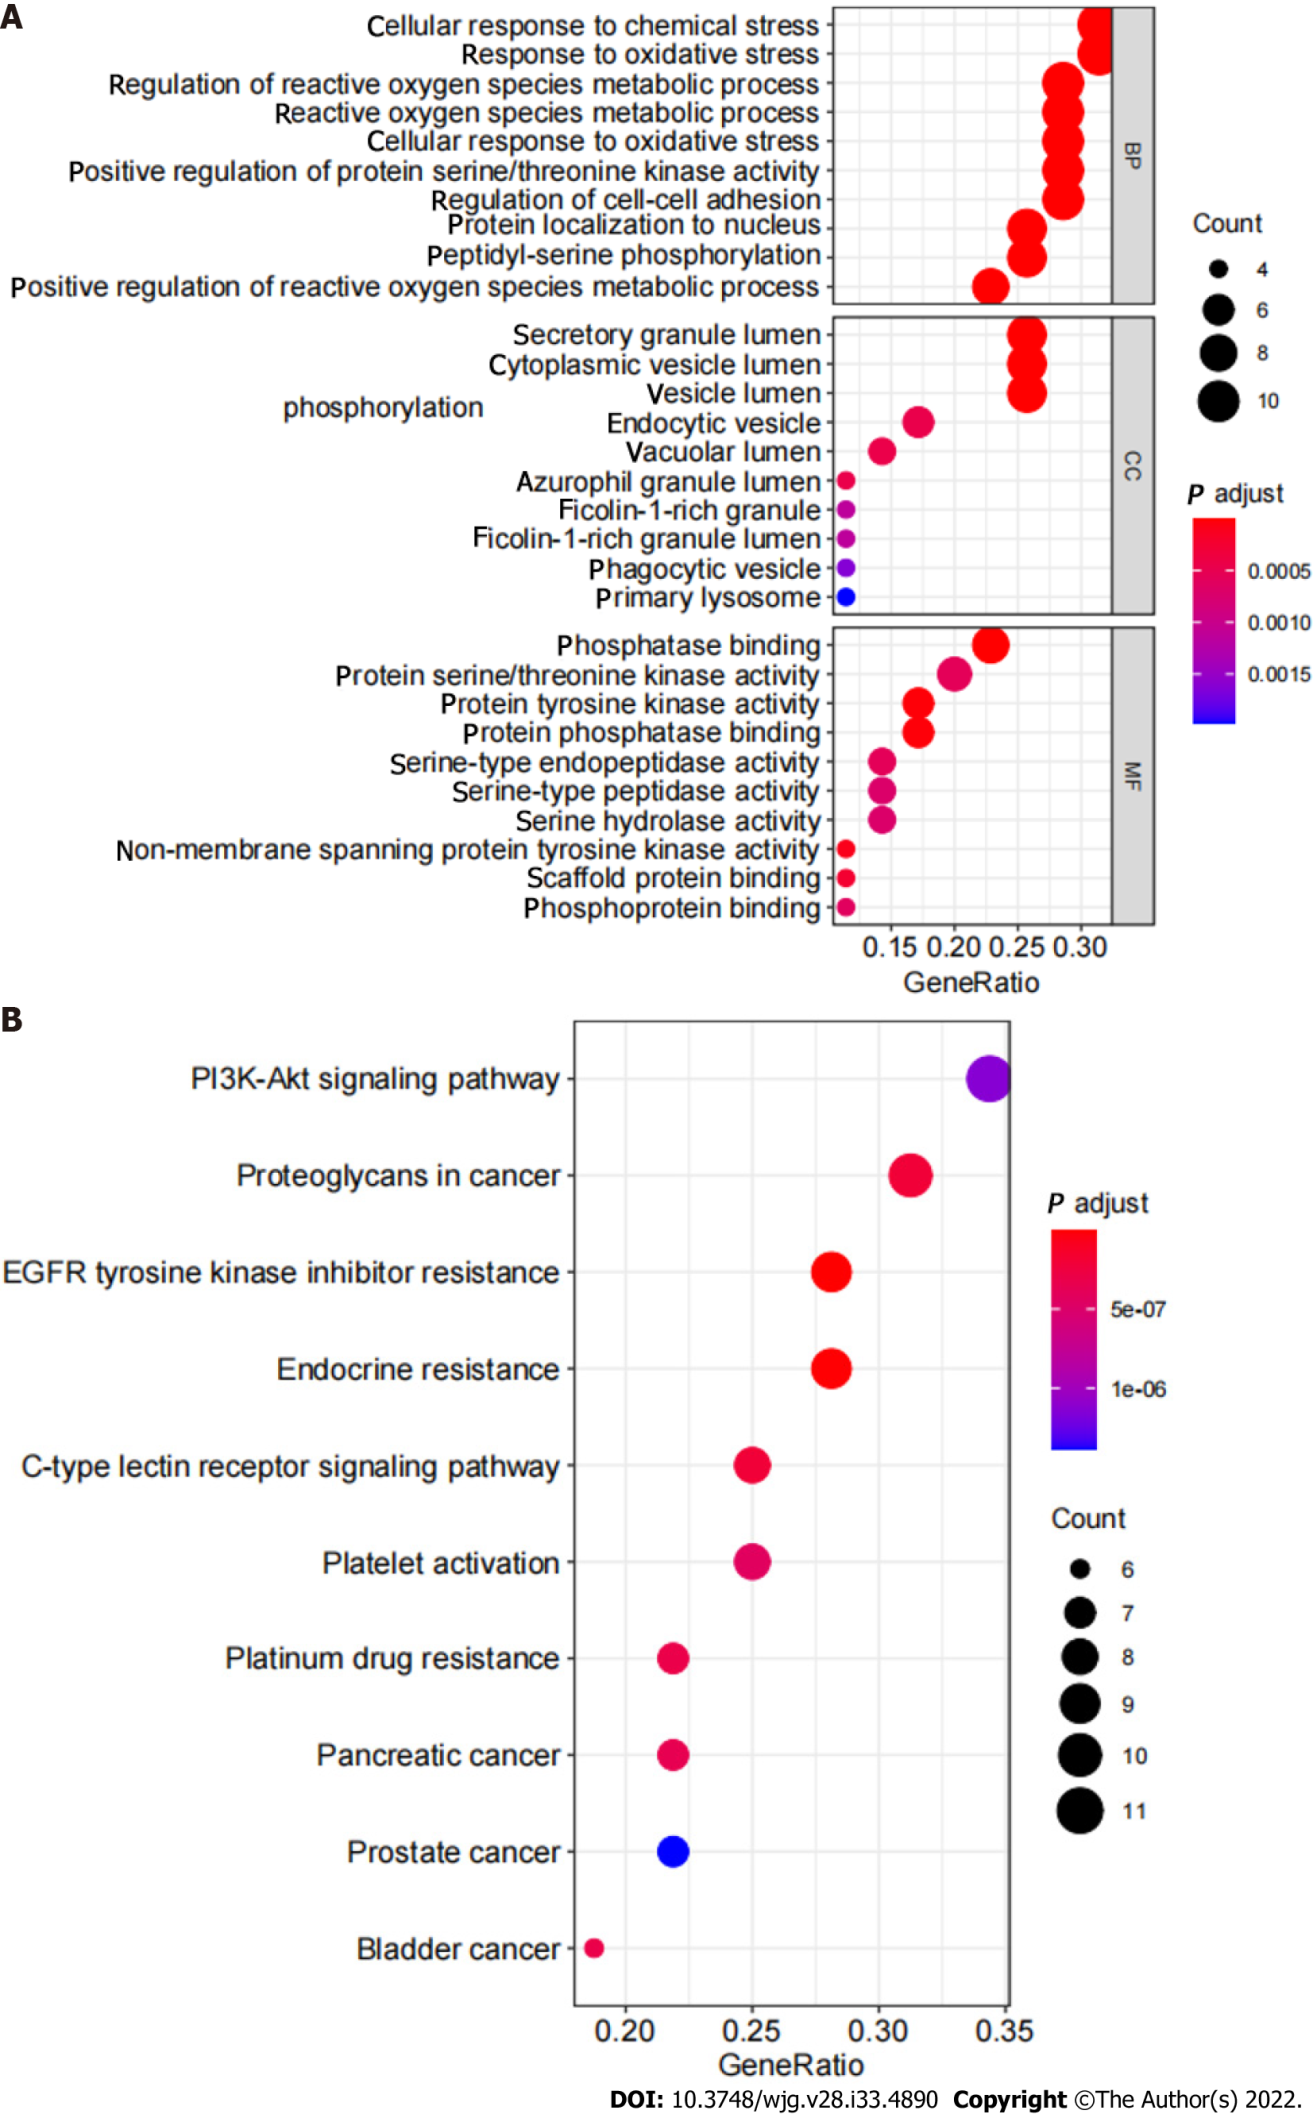 A
Cellular response to chemical stress
Response to oxidative stress
Regulation of reactive oxygen species metabolic process
Reactive oxygen species metabolic process
Cellular response to oxidative stress
Positive regulation of protein serine/threonine kinase activity
Regulation of cell-cell adhesion
Protein localization to nucleus
Peptidyl-serine phosphorylation
Positive regulation of reactive oxygen species metabolic process
BP
Secretory granule lumen
Cytoplasmic vesicle lumen
Vesicle lumen
phosphorylation
Endocytic vesicle
Vacuolar lumen
Azurophil granule lumen
Ficolin-1-rich granule
Ficolin-1-rich granule lumen
Phagocytic vesicle
Primary lysosome
CC
Phosphatase binding
Protein serine/threonine kinase activity
Protein tyrosine kinase activity
Protein phosphatase binding
Serine-type endopeptidase activity
Serine-type peptidase activity
Serine hydrolase activity
Non-membrane spanning protein tyrosine kinase activity
Scaffold protein binding
Phosphoprotein binding
MF
0.15 0.20 0.25 0.30
GeneRatio
Count
4
6
8
10
P adjust
0.0005
0.0010
0.0015
B
PI3K-Akt signaling pathway
Proteoglycans in cancer
EGFR tyrosine kinase inhibitor resistance
Endocrine resistance
C-type lectin receptor signaling pathway
Platelet activation
Platinum drug resistance
Pancreatic cancer
Prostate cancer
Bladder cancer
0.20 0.25 0.30 0.35
GeneRatio
P adjust
5e-07
1e-06
Count
6
7
8
9
10
11
DOI: 10.3748/wjg.v28.i33.4890 Copyright ©The Author(s) 2022.